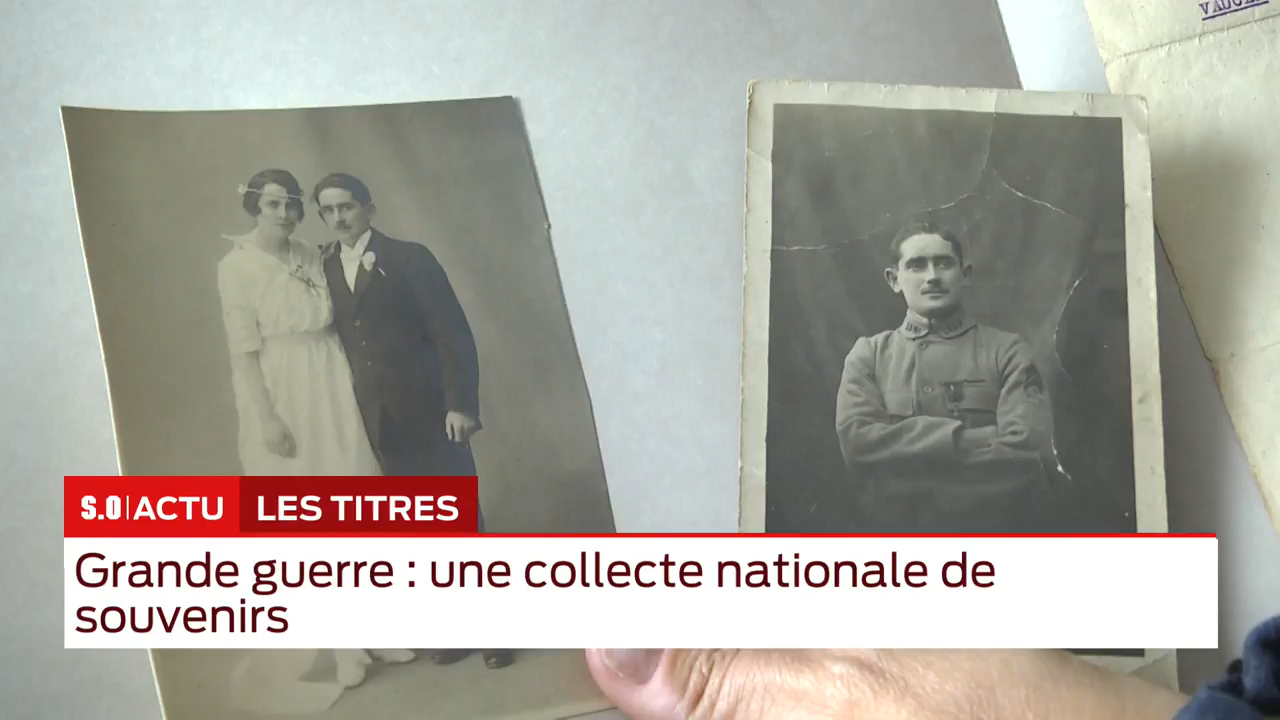 S.O|ACTU LES TITRES
Grande guerre : une collecte nationale de
souvenirs